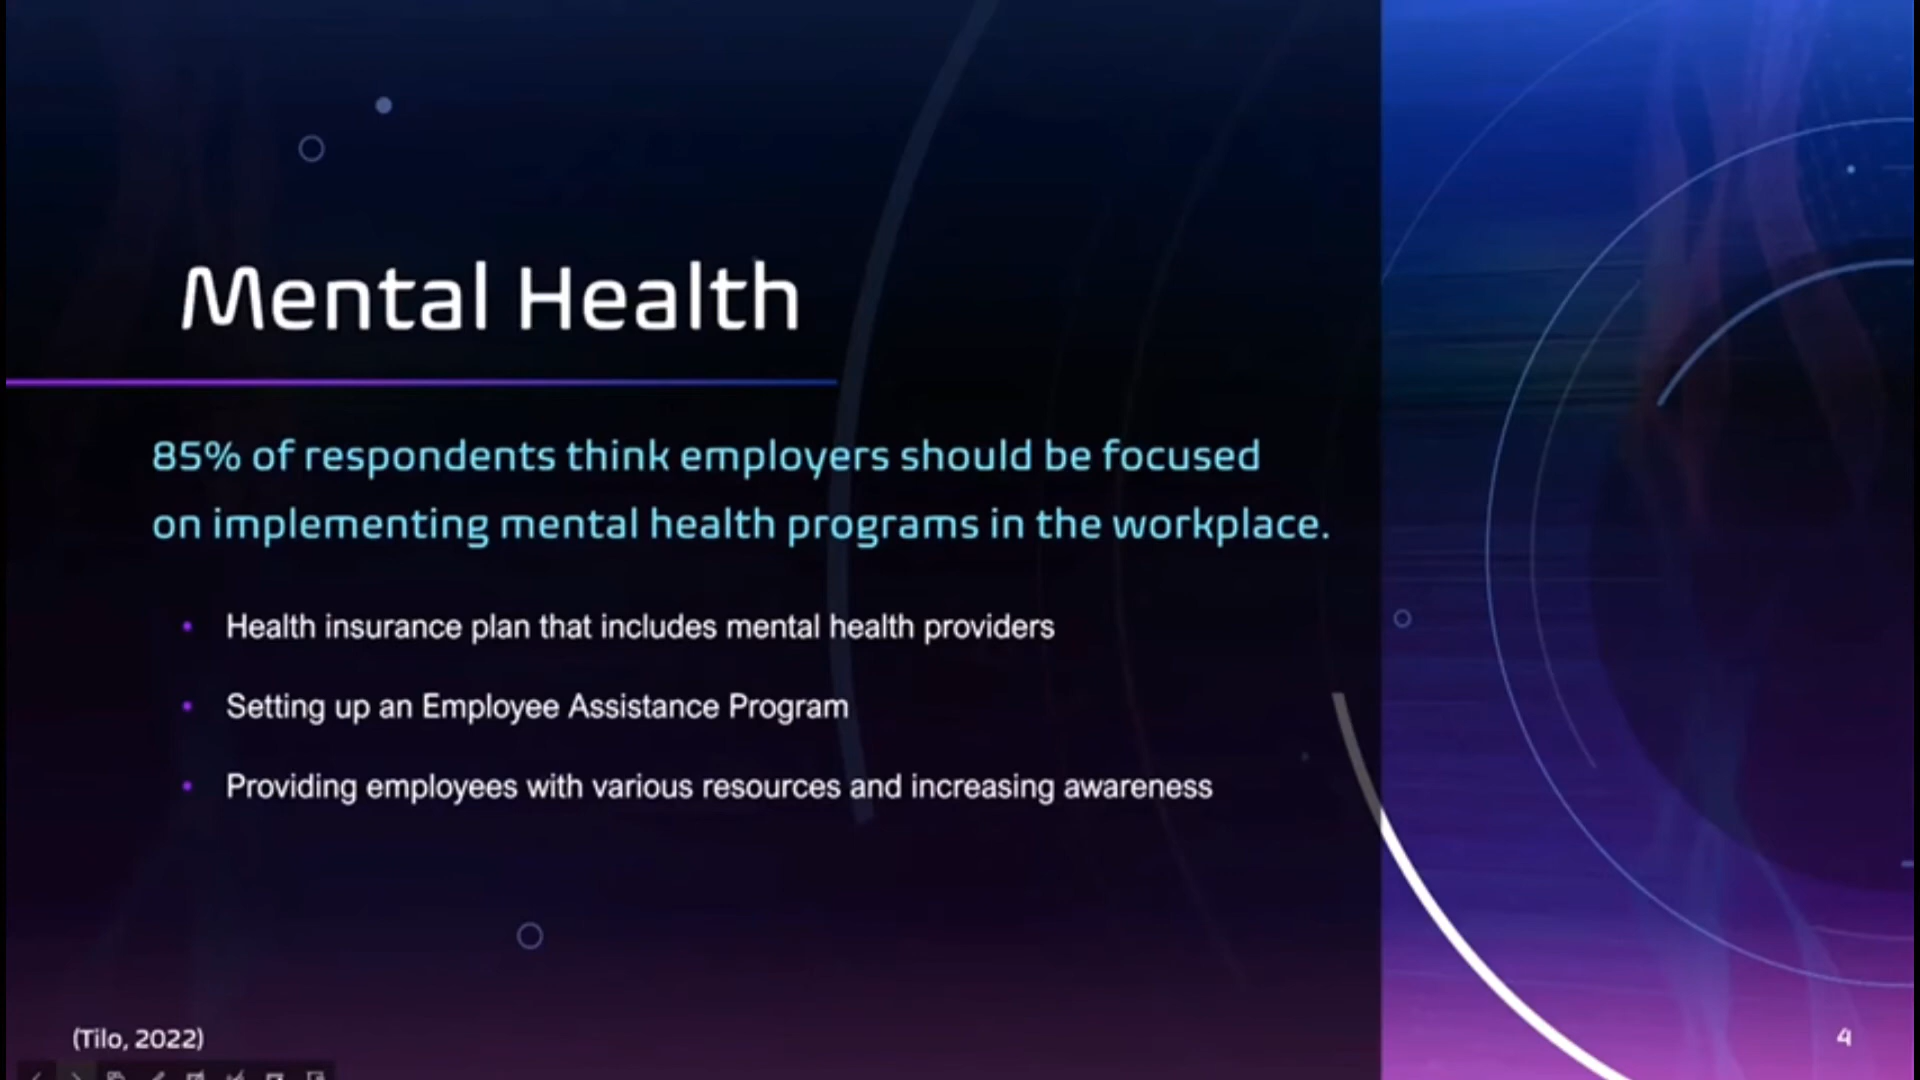 Mental Health
85% of respondents think employers should be focused
on implementing mental health programs in the workplace.
• Health insurance plan that includes mental health providers
• Setting up an Employee Assistance Program
• Providing employees with various resources and increasing awareness
(Tilo, 2022)
4